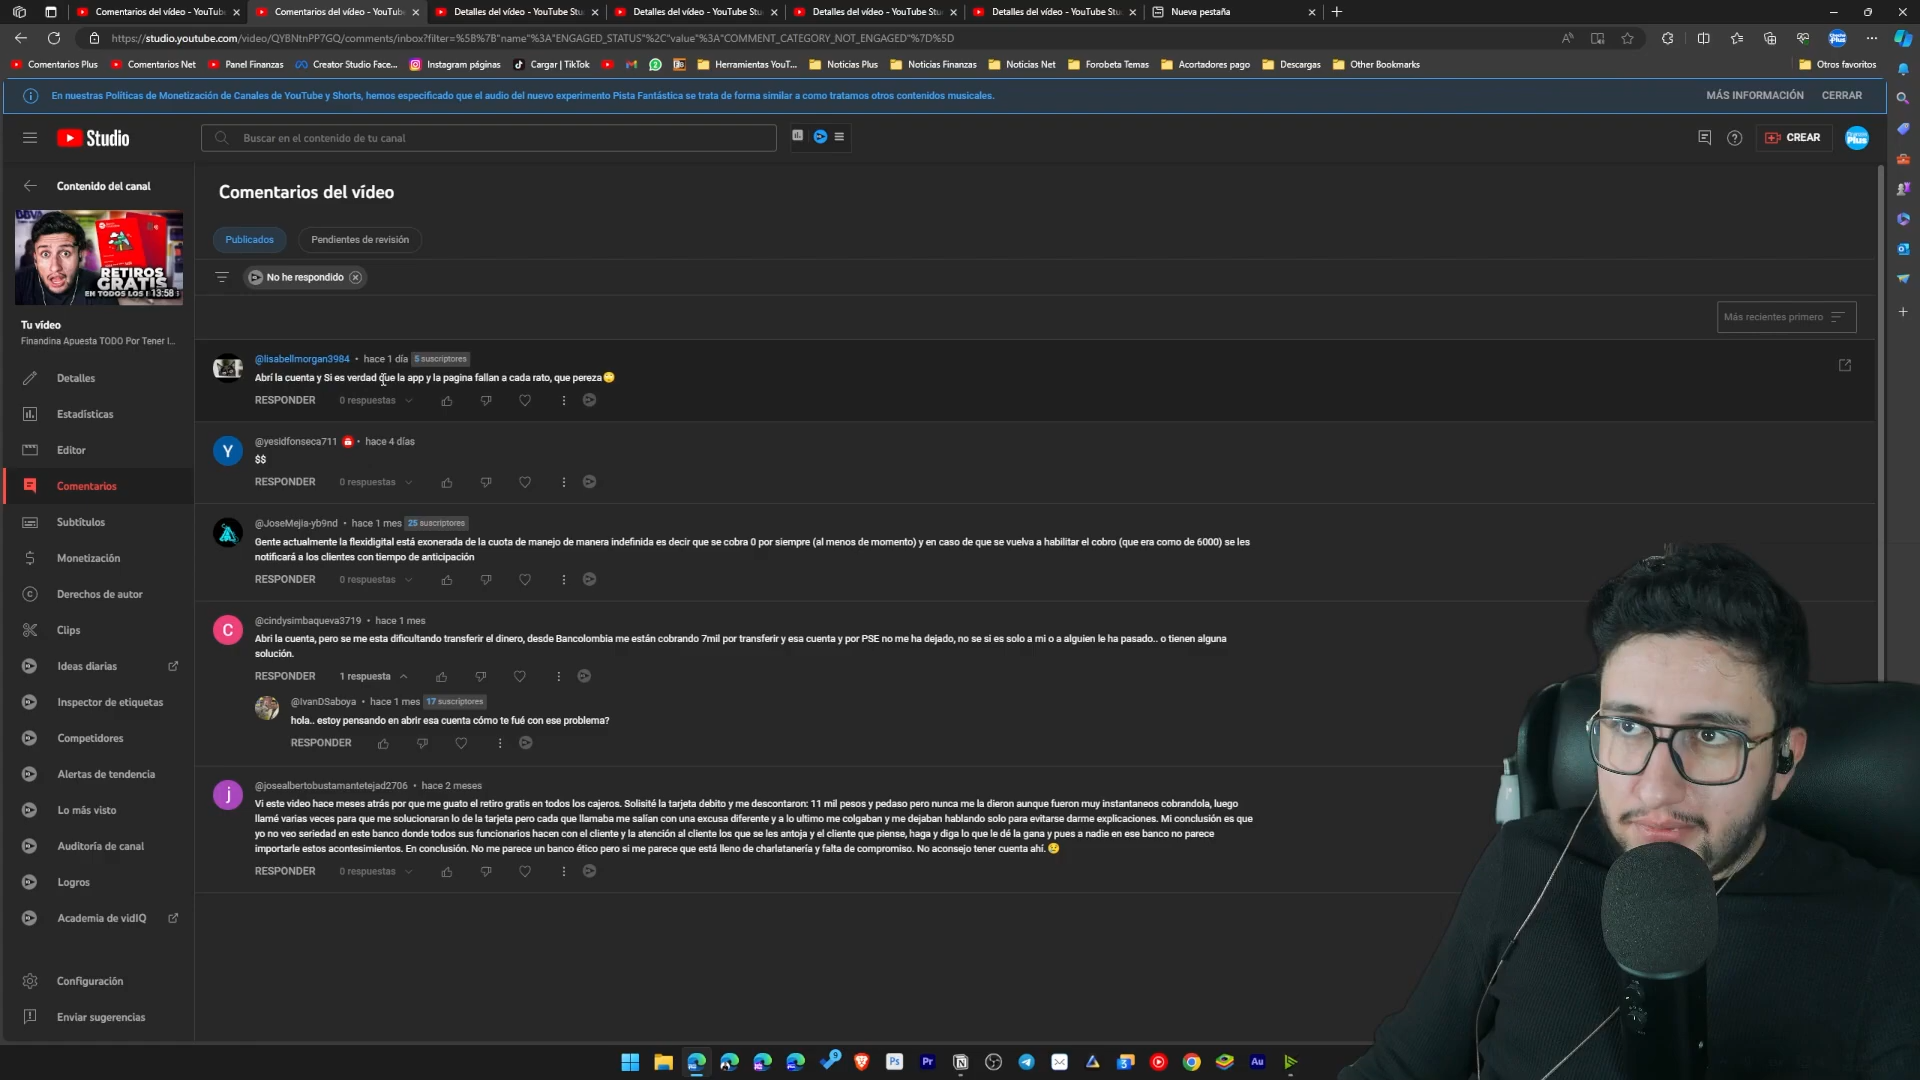 Comentarios del vídeo - YouTube
Comentarios del vídeo - YouTube
Detalles del vídeo - YouTube Stu
Detalles del vídeo - YouTube Stu
Detalles del vídeo - YouTube Stu
Detalles del vídeo - YouTube Stu
Nueva pestaña
https://studio.youtube.com/video/QYBNtnPP7GQ/comments/inbox?filter=%5B%7B"name"%3A"ENGAGED_STATUS"%2C"value"%3A"COMMENT_CATEGORY_NOT_ENGAGED"%7D%5D
Comentarios Plus
Comentarios Net
Panel Finanzas
Creator Studio Face...
Instagram páginas
Cargar | TikTok
Herramientas YouT...
Noticias Plus
Noticias Finanzas
Noticias Net
Forobeta Temas
Acortadores pago
Descargas
Other Bookmarks
Otros favoritos
En nuestras Políticas de Monetización de Canales de YouTube y Shorts, hemos especificado que el audio del nuevo experimento Pista Fantástica se trata de forma similar a como tratamos otros contenidos musicales.
MÁS INFORMACIÓN
CERRAR
Studio
Buscar en el contenido de tu canal
CREAR
Plus
Contenido del canal
RETIROS
GRATIS
EN TODOS LOS
13:58
Tu vídeo
Finandina Apuesta TODO Por Tener l...
Detalles
Estadísticas
Editor
Comentarios
Subtítulos
Monetización
Derechos de autor
Clips
Ideas diarias
Inspector de etiquetas
Competidores
Alertas de tendencia
Lo más visto
Auditoría de canal
Logros
Academia de vidIQ
Configuración
Enviar sugerencias
Comentarios del vídeo
Publicados
Pendientes de revisión
No he respondido
Más recientes primero
@lisabellmorgan3984 • hace 1 día 5 suscriptores
Abrí la cuenta y Si es verdad que la app y la pagina fallan a cada rato, que pereza🙄
RESPONDER 0 respuestas
Y
@yesidfonseca711 • hace 4 días
$$
RESPONDER 0 respuestas
@JoseMejia-yb9nd • hace 1 mes 25 suscriptores
Gente actualmente la flexidigital está exonerada de la cuota de manejo de manera indefinida es decir que se cobra 0 por siempre (al menos de momento) y en caso de que se vuelva a habilitar el cobro (que era como de 6000) se les
notificará a los clientes con tiempo de anticipación
RESPONDER 0 respuestas
C
@cindysimbaqueva3719 • hace 1 mes
Abri la cuenta, pero se me esta dificultando transferir el dinero, desde Bancolombia me están cobrando 7mil por transferir y esa cuenta y por PSE no me ha dejado, no se si es solo a mi o a alguien le ha pasado.. o tienen alguna
solución.
RESPONDER 1 respuesta
@IvanDSaboya • hace 1 mes 17 suscriptores
hola.. estoy pensando en abrir esa cuenta cómo te fué con ese problema?
RESPONDER
j
@josealbertobustamantetejad2706 • hace 2 meses
Vi este video hace meses atrás por que me guato el retiro gratis en todos los cajeros. Solisité la tarjeta debito y me descontaron: 11 mil pesos y pedaso pero nunca me la dieron aunque fueron muy instantaneos cobrandola, luego
llamé varias veces para que me solucionaran lo de la tarjeta pero cada que llamaba me salían con una excusa diferente y a lo ultimo me colgaban y me dejaban hablando solo para evitarse darme explicaciones. Mi conclusión es que
yo no veo seriedad en este banco donde todos sus funcionarios hacen con el cliente y la atención al cliente los que se les antoja y el cliente que piense, haga y diga lo que le dé la gana y pues a nadie en ese banco no parece
importarle estos acontesimientos. En conclusión. No me parece un banco ético pero si me parece que está lleno de charlatanería y falta de compromiso. No aconsejo tener cuenta ahí. 😢
RESPONDER 0 respuestas
9
Ps
Pr
Au